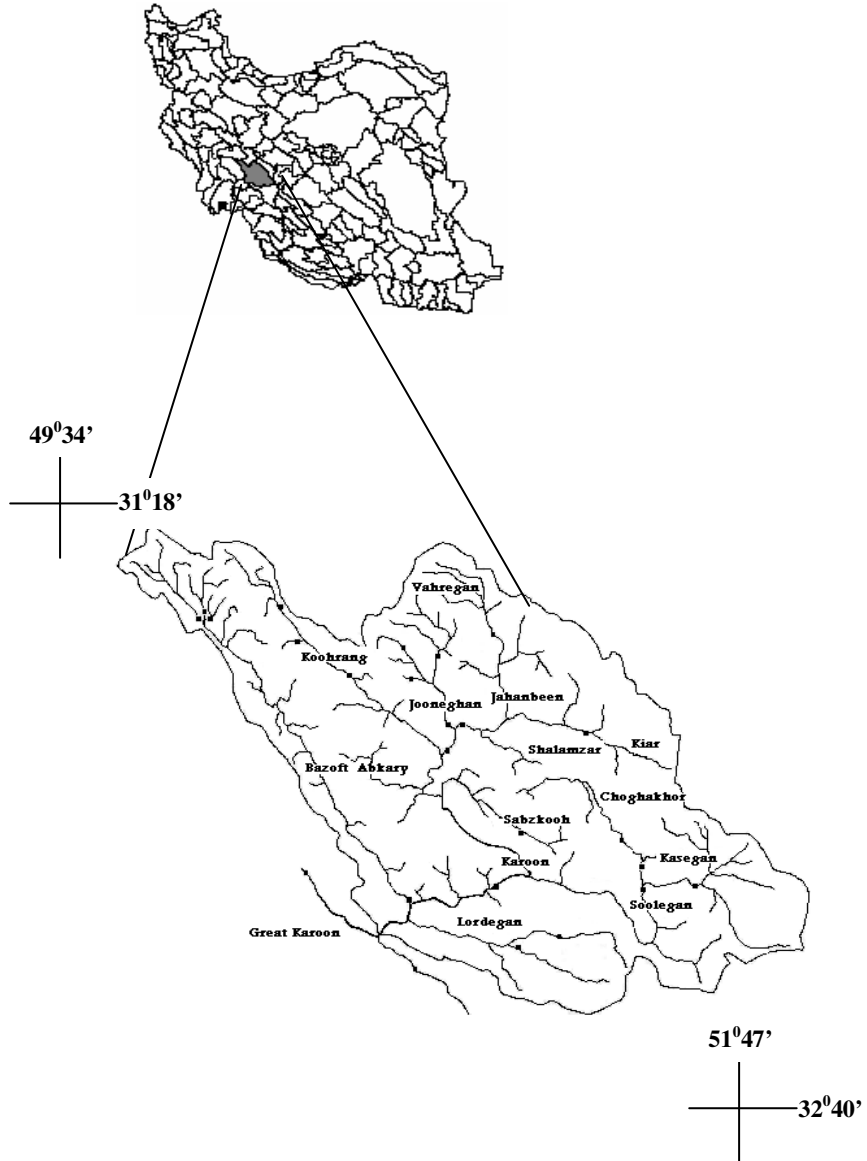 49⁰34’
31⁰18’
Vahregan
Koohrang
Jahanbeen
Jooneghan
Kiar
Shalamzar
Bazoft Abkary
Choghakhor
Sabzkooh
Karoon
Kasegan
Soolegan
Lordegan
Great Karoon
51⁰47’
32⁰40’